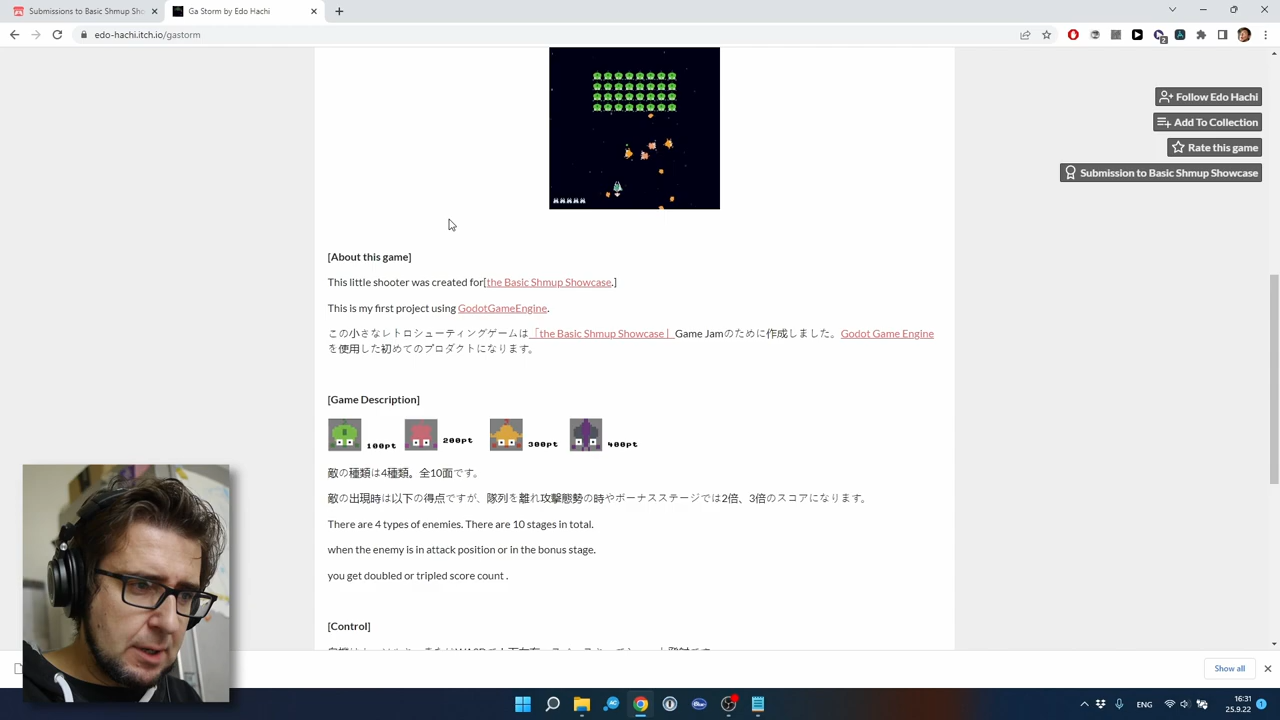 Submissions to Basic Shmup Sho
Ga Storm by Edo Hachi
edo-hachi.itch.io/gastorm
Follow Edo Hachi
Add To Collection
Rate this game
Submission to Basic Shmup Showcase
[About this game]
This little shooter was created for[the Basic Shmup Showcase.]
This is my first project using GodotGameEngine.
この小さなレトロシューティングゲームは「the Basic Shmup Showcase」Game Jamのために作成しました。Godot Game Engine
を使用した初めてのプロダクトになります。
[Game Description]
100pt 200pt 300pt 400pt
敵の種類は4種類。全10面です。
敵の出現時は以下の得点ですが、隊列を離れ攻撃態勢の時やボーナスステージでは2倍、3倍のスコアになります。
There are 4 types of enemies. There are 10 stages in total.
when the enemy is in attack position or in the bonus stage.
you get doubled or tripled score count .
[Control]
Show all
ENG
16:31
25.9.22